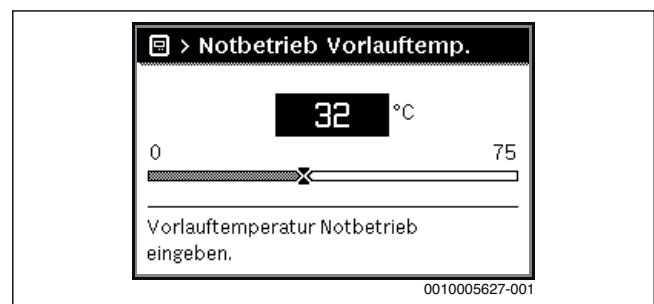 > Notbetrieb Vorlauftemp.
32 °C
0 75
Vorlauftemperatur Notbetrieb
eingeben.
0010005627-001